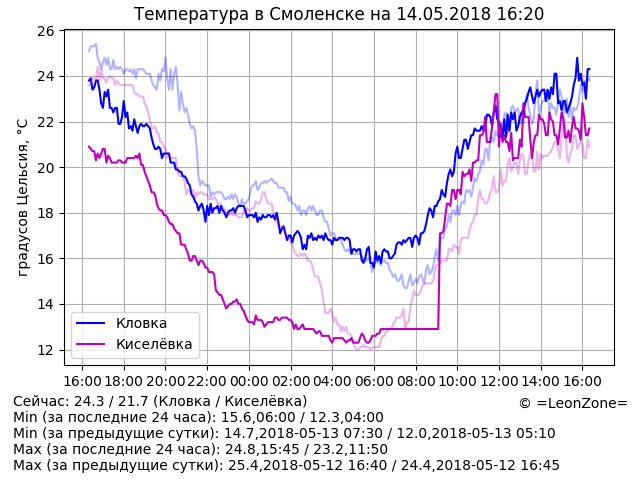 Температура в Смоленске на 14.05.2018 16:20
26
24
22
20
18
16
14
12
градусов Цельсия, °C
Кловка
Киселёвка
16:00 18:00 20:00 22:00 00:00 02:00 04:00 06:00 08:00 10:00 12:00 14:00 16:00
Сейчас: 24.3 / 21.7 (Кловка / Киселёвка)
© =LeonZone=
Min (за последние 24 часа): 15.6,06:00 / 12.3,04:00
Min (за предыдущие сутки): 14.7,2018-05-13 07:30 / 12.0,2018-05-13 05:10
Max (за последние 24 часа): 24.8,15:45 / 23.2,11:50
Max (за предыдущие сутки): 25.4,2018-05-12 16:40 / 24.4,2018-05-12 16:45